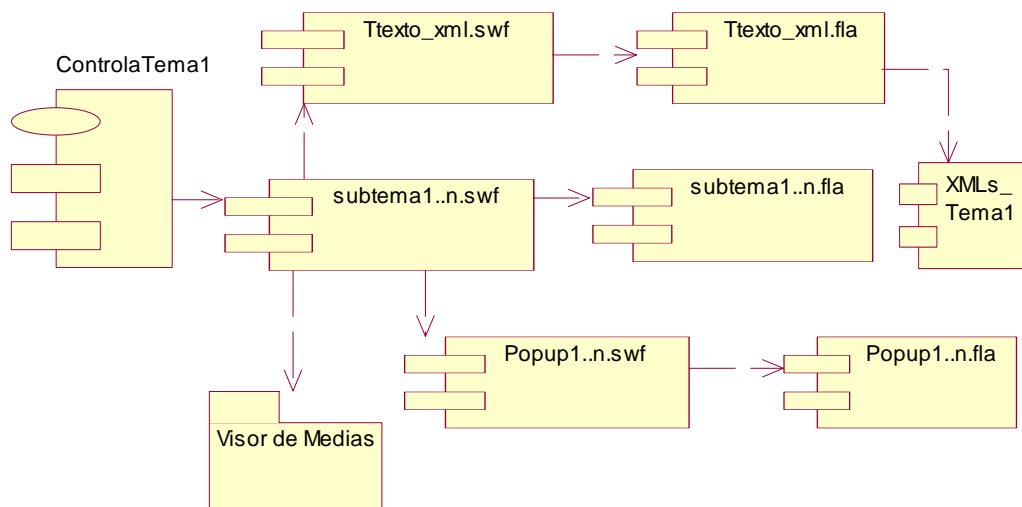 Ttexto_xml.swf
Ttexto_xml.fla
ControlaTema1
subtema1..n.swf
subtema1..n.fla
XMLs_
Tema1
Popup1..n.swf
Popup1..n.fla
Visor de Medias